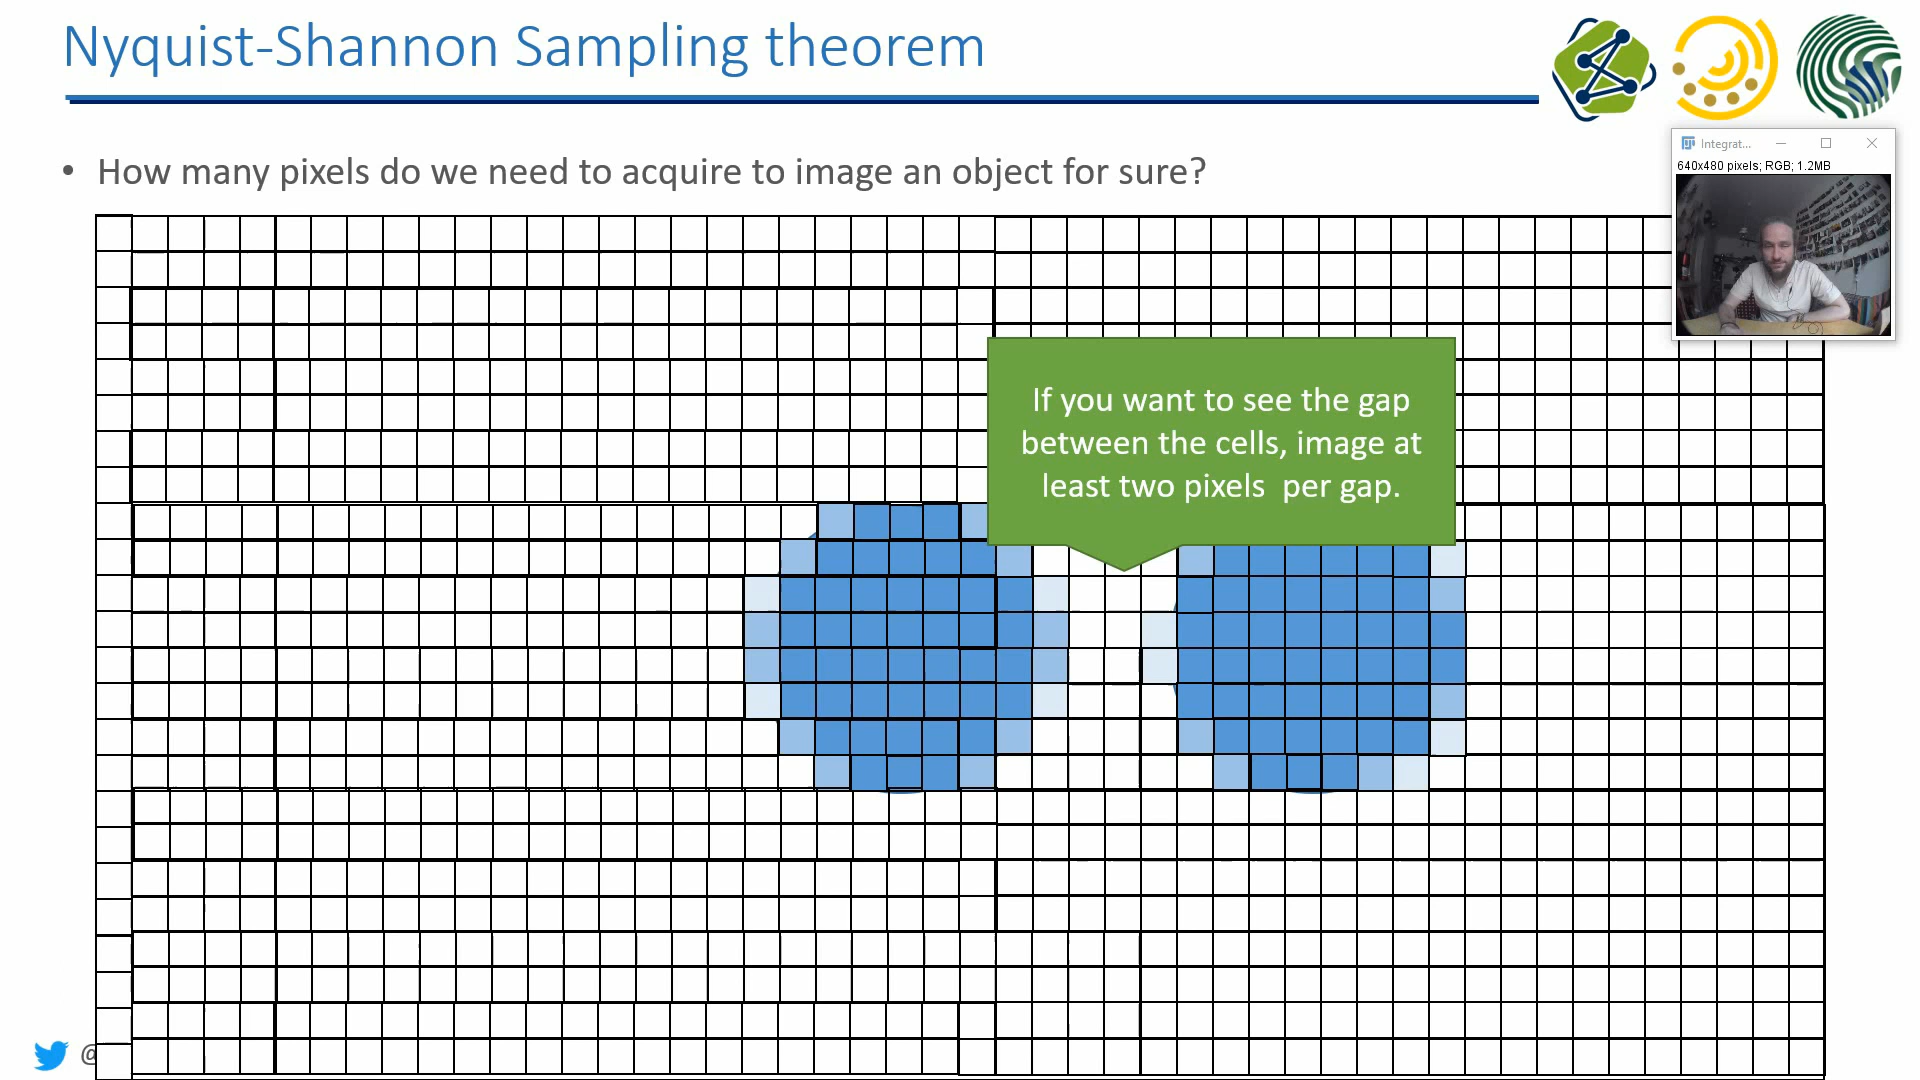 Nyquist-Shannon Sampling theorem
• How many pixels do we need to acquire to image an object for sure?
Integrat...
640x480 pixels; RGB; 1.2MB
If you want to see the gap
between the cells, image at
least two pixels per gap.
@